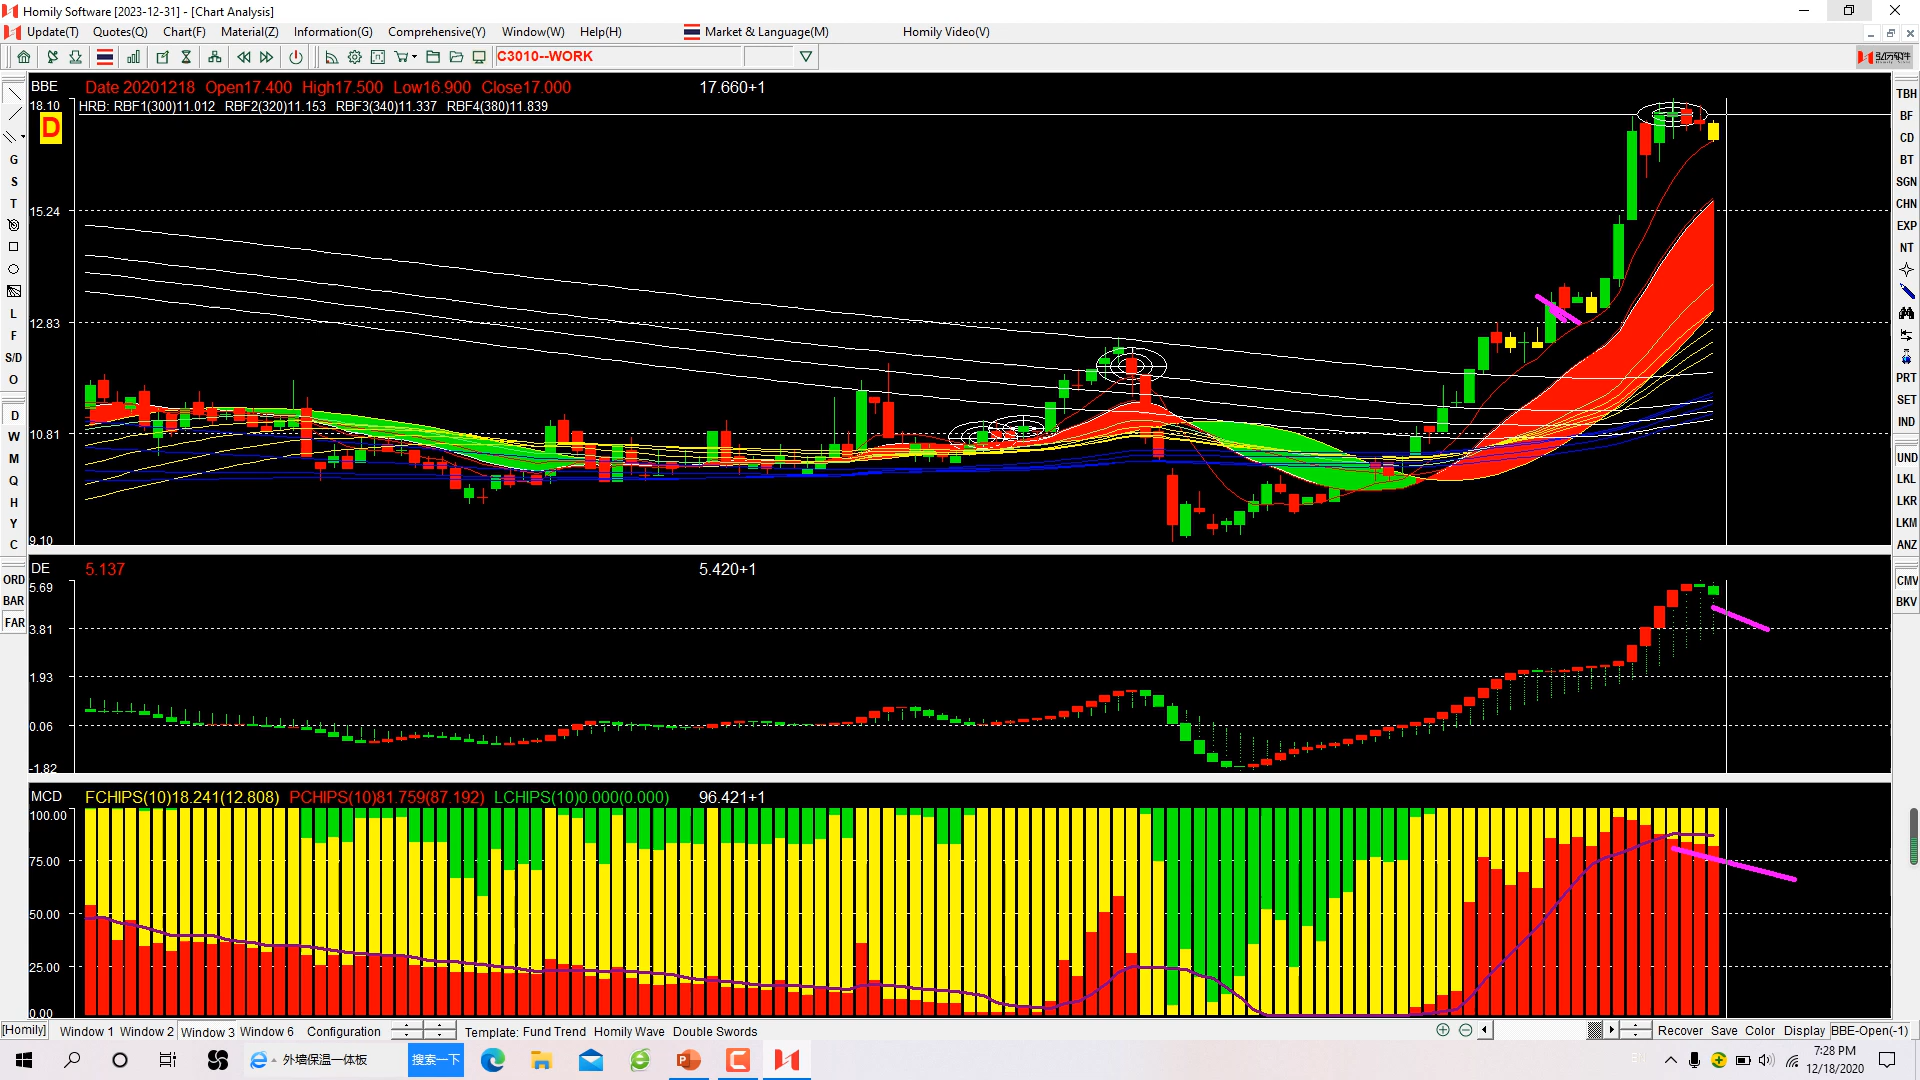 Homily Software [2023-12-31] - [Chart Analysis]
Update(T) Quotes(Q) Chart(F) Material(Z) Information(G) Comprehensive(Y) Window(W) Help(H) Market & Language(M) Homily Video(V)
C3010--WORK
弘历软件
BBE Date 20201218 Open17.400 High17.500 Low16.900 Close17.000 17.660+1
18.10 HRB: RBF1(300)11.012 RBF2(320)11.153 RBF3(340)11.337 RBF4(380)11.839
D
15.24
12.83
10.81
9.10
DE 5.137 5.420+1
5.69
3.81
1.93
0.06
-1.82
MCD FCHIPS(10)18.241(12.808) PCHIPS(10)81.759(87.192) LCHIPS(10)0.000(0.000) 96.421+1
100.00
75.00
50.00
25.00
0.00
G
S
T
L
F
S/D
O
D
W
M
Q
H
Y
C
ORD
BAR
FAR
TBH
BF
CD
BT
SGN
CHN
EXP
NT
PRT
SET
IND
UND
LKL
LKR
LKM
ANZ
CMV
BKV
[Homily] Window 1 Window 2 Window 3 Window 6 Configuration Template: Fund Trend Homily Wave Double Swords Recover Save Color Display BBE-Open(-1)
外墙保温一体板 搜索一下
7:28 PM
12/18/2020